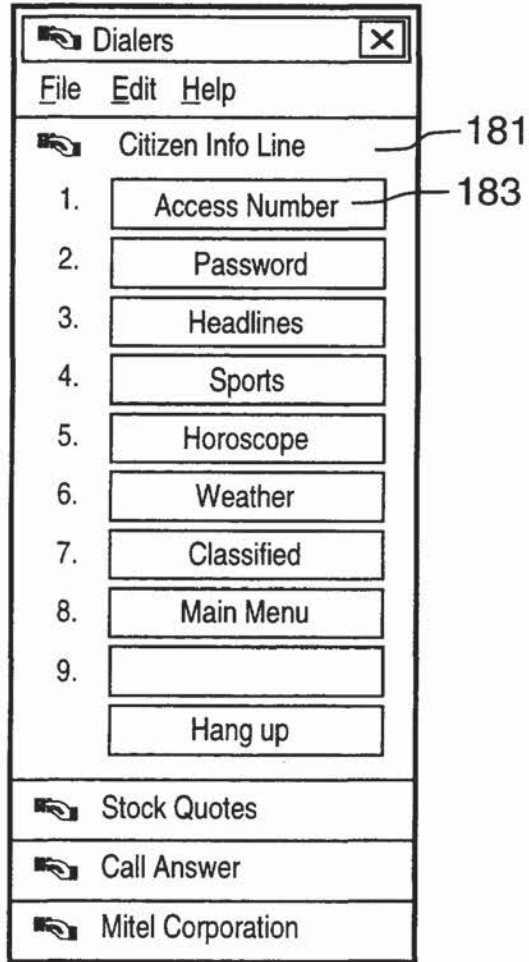 Dialers
File Edit Help
Citizen Info Line 181
1. Access Number 183
2. Password
3. Headlines
4. Sports
5. Horoscope
6. Weather
7. Classified
8. Main Menu
9.
Hang up
Stock Quotes
Call Answer
Mitel Corporation